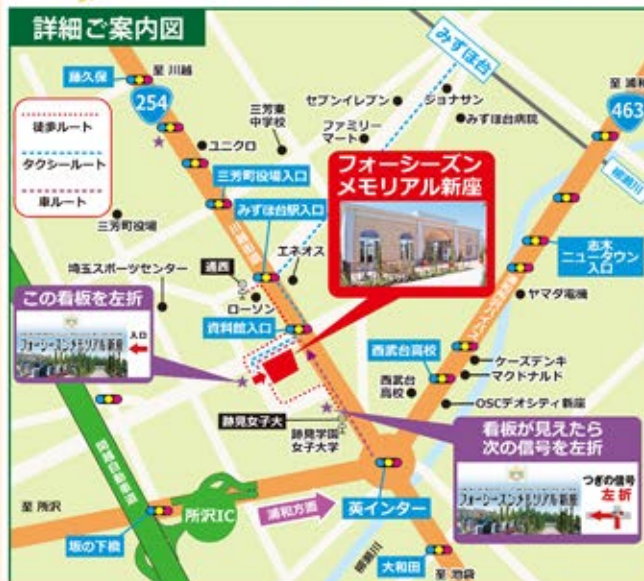 詳細ご案内図
みずほ台
至 川越
藤久保
254
至 浦和
463
徒歩ルート
タクシールート
車ルート
三芳東
中学校
セブンイレブン
ジョナサン
ファミリー
マート
みずほ台病院
ユニクロ
フォーシーズン
メモリアル新座
柳瀬川
三芳町役場入口
三芳町役場
みずほ台駅入口
志木
ニュータウン
入口
埼玉スポーツセンター
エネオス
ヤマダ電機
この看板を左折
ローソン
資料館入口
入口
フォーシーズンメモリアル新座
西武台高校
ケーズデンキ
マクドナルド
西武台
高校
OSCデオシティ新座
跡見女子大
跡見学園
女子大学
看板が見えたら
次の信号を左折
つぎの信号
左折
フォーシーズンメモリアル新座
関越自動車道
至 所沢
所沢IC
浦和方面
英インター
坂の下橋
柳瀬川
大和田
至 池袋